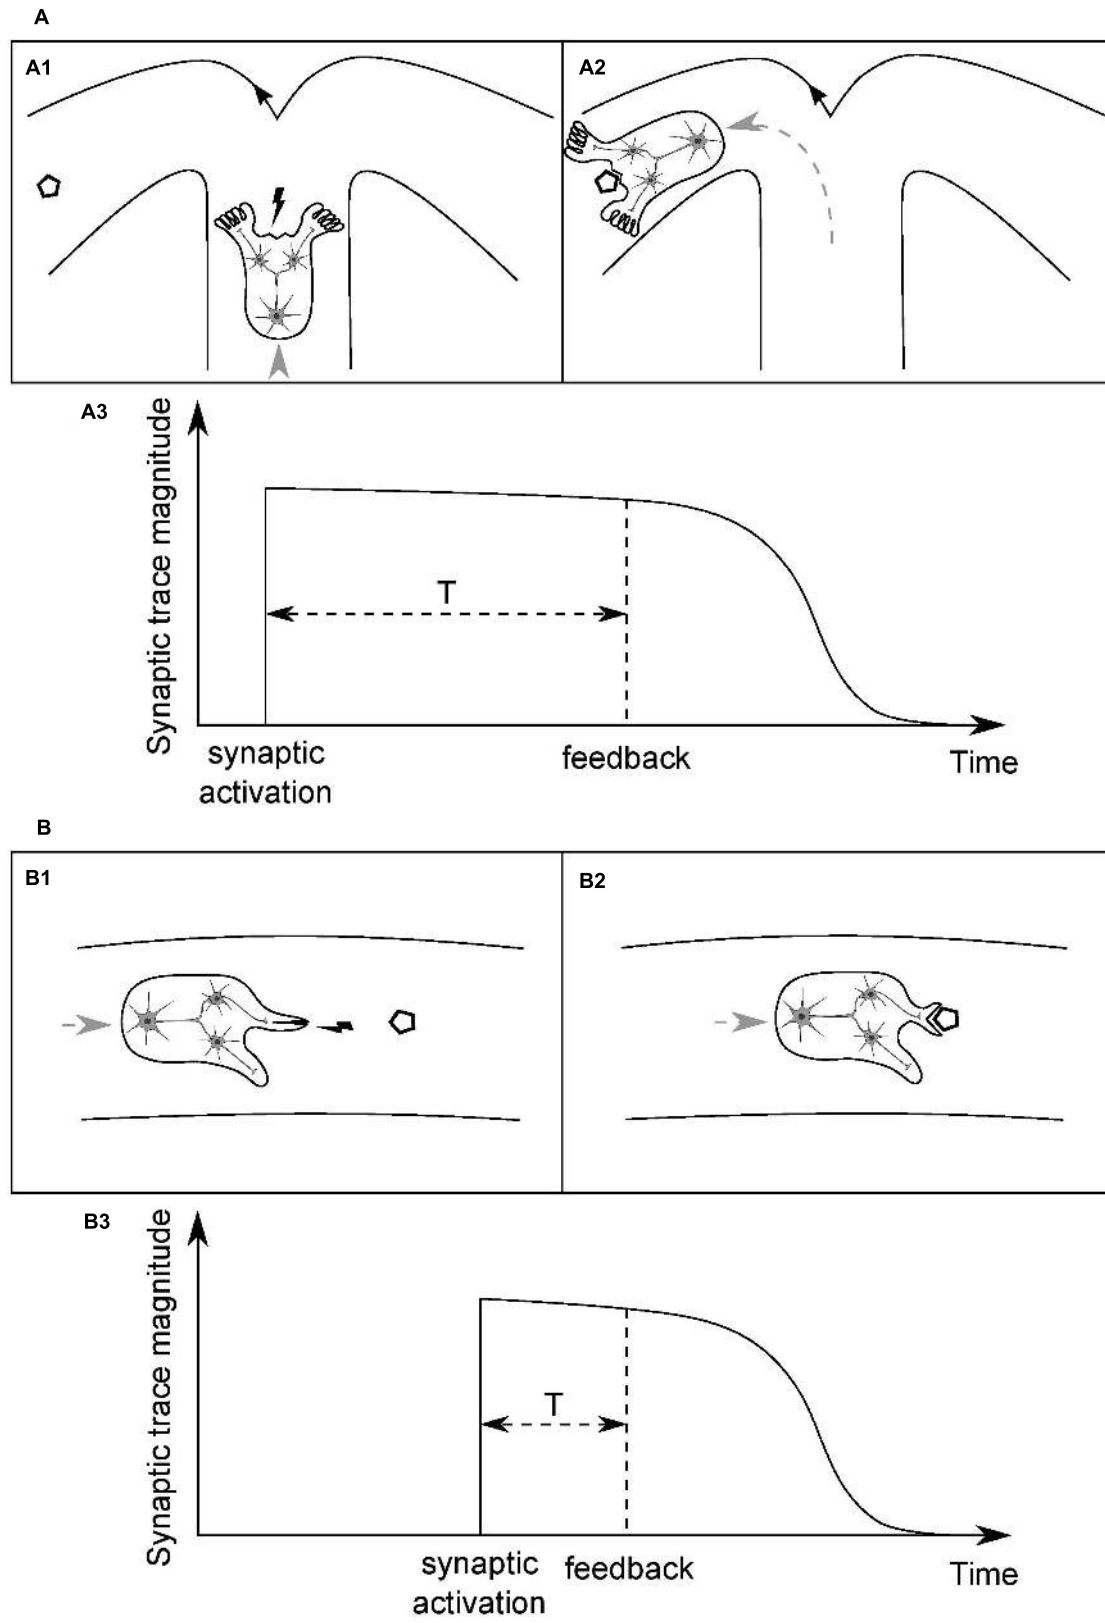 A
A1
A2
A3
Synaptic trace magnitude
T
synaptic
activation
feedback
Time
B
B1
B2
B3
Synaptic trace magnitude
T
synaptic
activation
feedback
Time